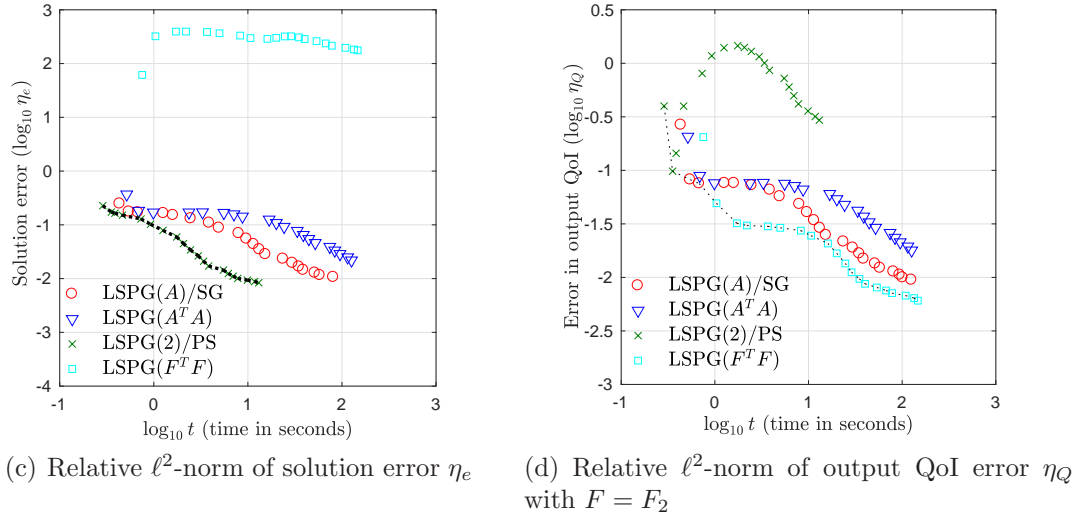 3
2
1
0
-1
-2
-3
-4
-1
0
1
2
3
Solution error (log₁₀ ηₑ)
log₁₀ t (time in seconds)
LSPG(A)/SG
LSPG(AᵀA)
LSPG(2)/PS
LSPG(FᵀF)
(c) Relative ℓ²-norm of solution error ηₑ
0.5
0
-0.5
-1
-1.5
-2
-2.5
-3
-1
0
1
2
3
Error in output QoI (log₁₀ η_Q)
log₁₀ t (time in seconds)
LSPG(A)/SG
LSPG(AᵀA)
LSPG(2)/PS
LSPG(FᵀF)
(d) Relative ℓ²-norm of output QoI error η_Q
with F = F₂